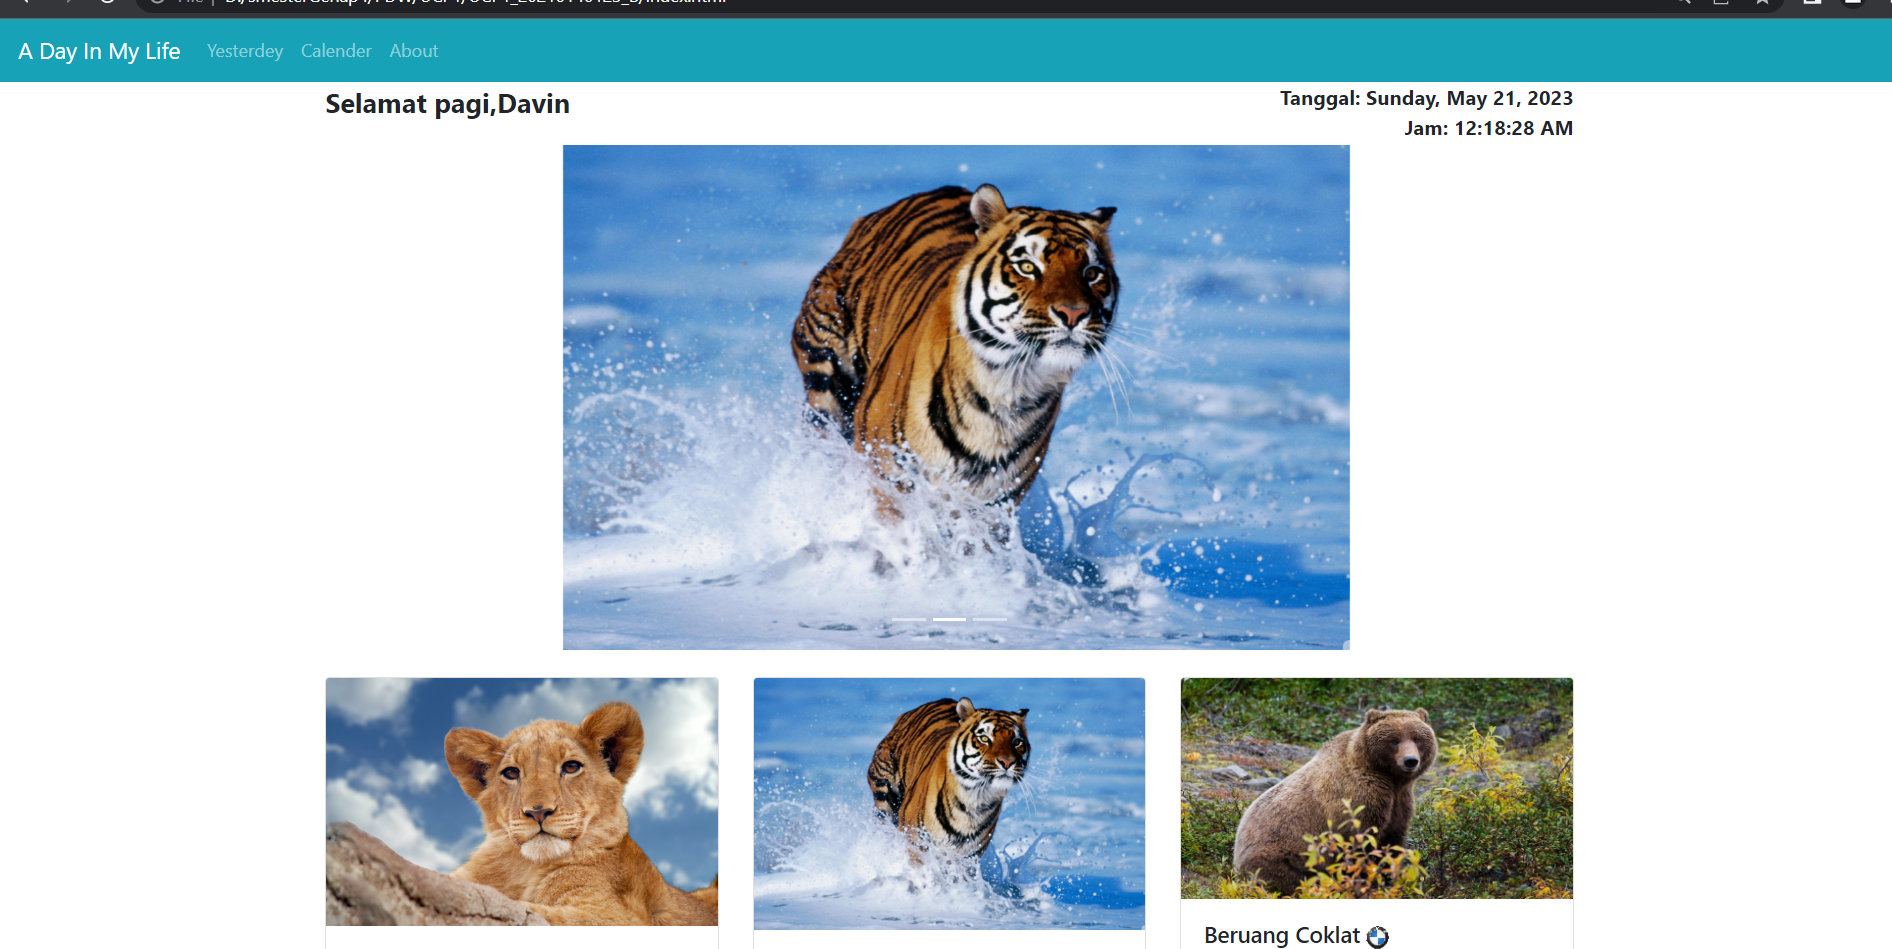 A Day In My Life Yesterdey Calender About
Selamat pagi,Davin
Tanggal: Sunday, May 21, 2023
Jam: 12:18:28 AM
Beruang Coklat